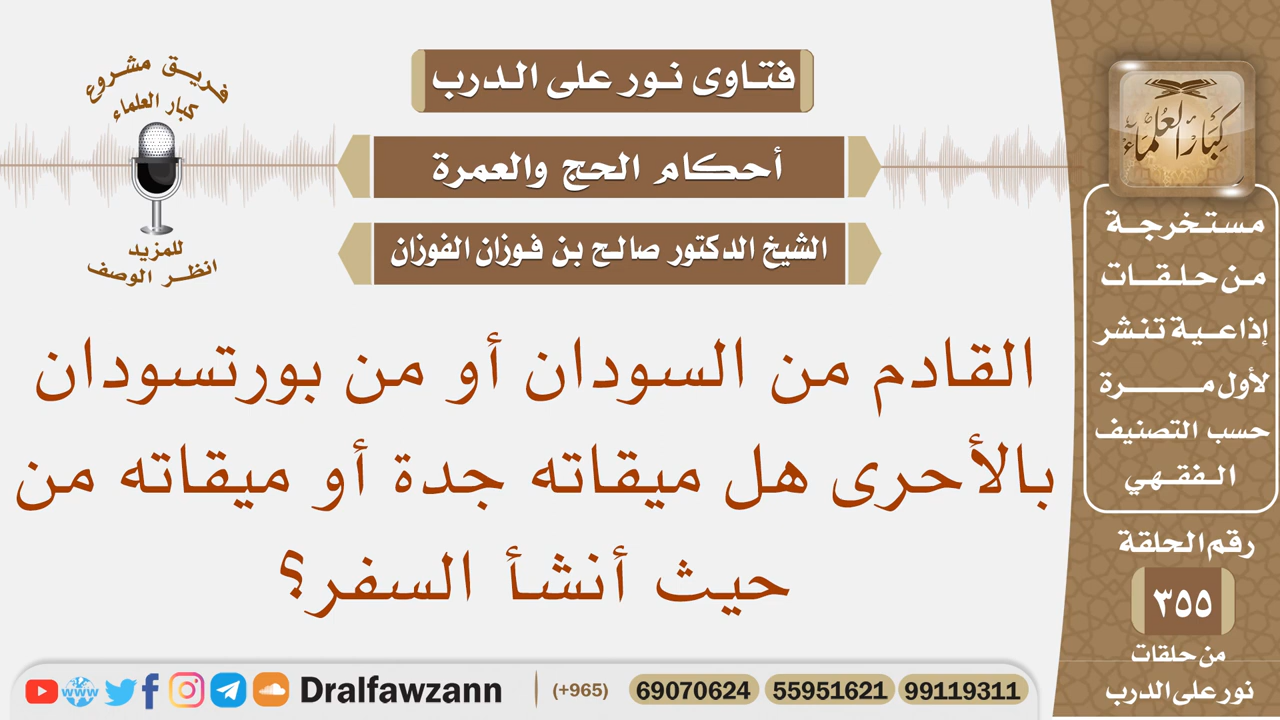 فتاوى نور على الدرب
أحكام الحج والعمرة
الشيخ الدكتور صالح بن فوزان الفوزان
القادم من السودان أو من بورتسودان
بالأحرى هل ميقاته جدة أو ميقاته من
حيث أنشأ السفر؟
فريق مشروع
كبار العلماء
للمزيد
انظر الوصف
كبار العلماء
مستخرجة
من حلقات
إذاعية تنشر
لأول مرة
حسب التصنيف
الفقهي
رقم الحلقة
٣٥٥
من حلقات
نور على الدرب
www Dralfawzann (+965) 69070624 55951621 99119311